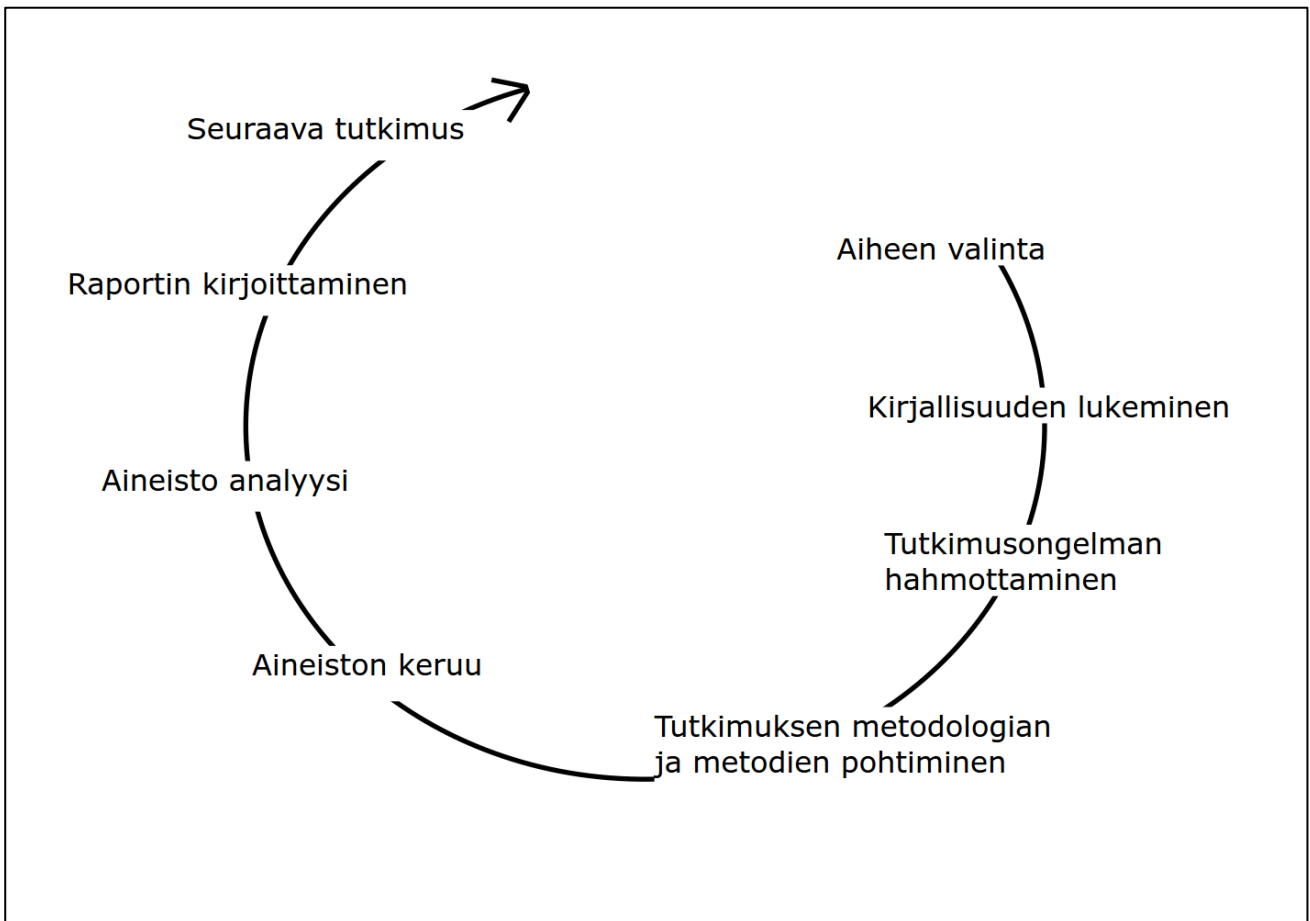 Seuraava tutkimus
Aiheen valinta
Raportin kirjoittaminen
Kirjallisuuden lukeminen
Aineisto analyysi
Tutkimusongelman
hahmottaminen
Aineiston keruu
Tutkimuksen metodologian
ja metodien pohtiminen